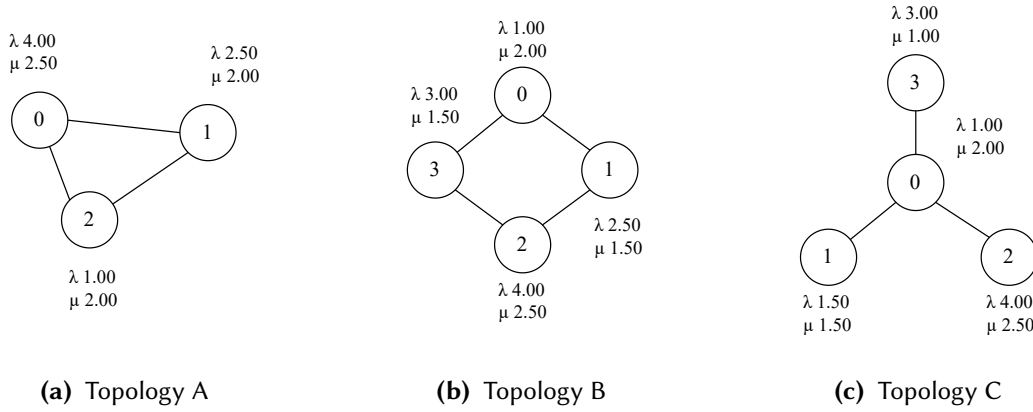 λ 4.00
μ 2.50
0
λ 2.50
μ 2.00
1
2
λ 1.00
μ 2.00
(a) Topology A
λ 1.00
μ 2.00
0
λ 3.00
μ 1.50
3
1
λ 2.50
μ 1.50
2
λ 4.00
μ 2.50
(b) Topology B
λ 3.00
μ 1.00
3
λ 1.00
μ 2.00
0
1
2
λ 1.50
μ 1.50
λ 4.00
μ 2.50
(c) Topology C